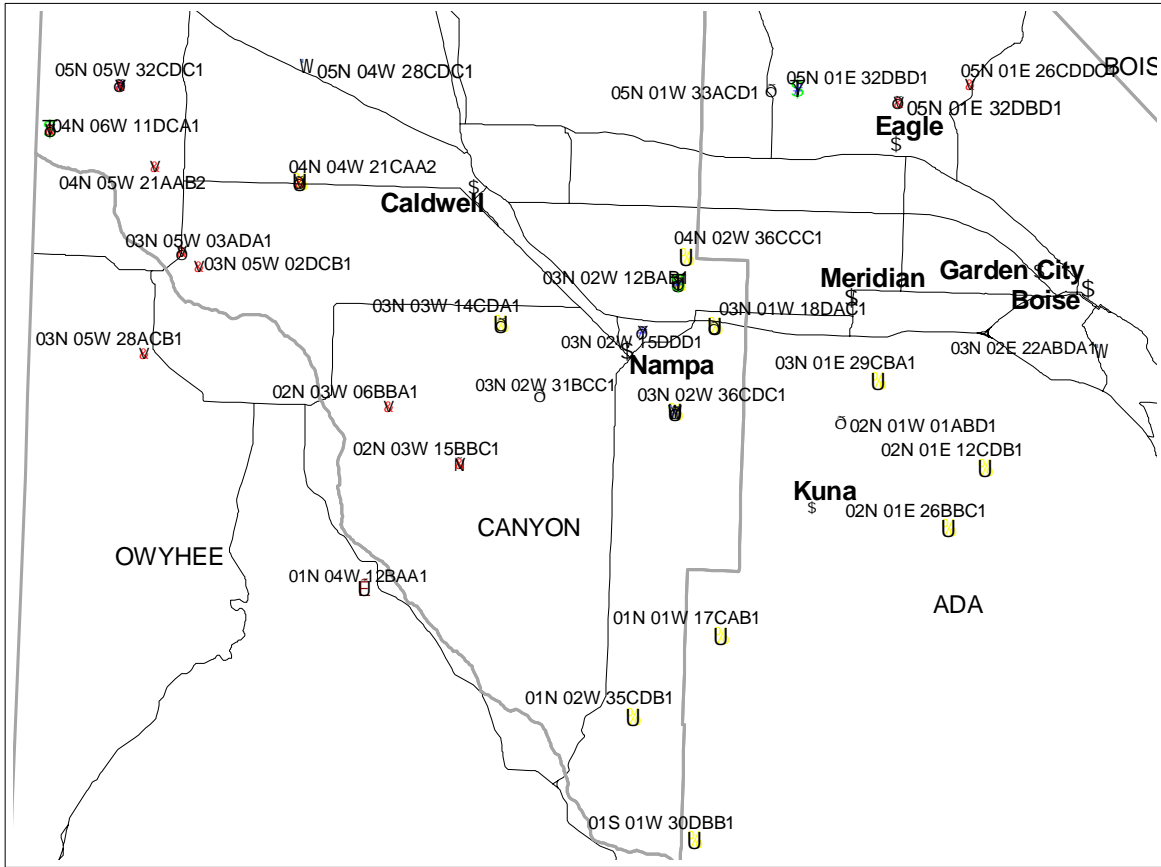 05N 05W 32CDC1
05N 04W 28CDC1
05N 01W 33ACD1
05N 01E 32DBD1
05N 01E 26CDDC1
BOIS
05N 01E 32DBD1
Eagle
04N 06W 11DCA1
04N 05W 21AAB2
04N 04W 21CAA2
Caldwell
03N 05W 03ADA1
03N 05W 02DCB1
04N 02W 36CCC1
03N 02W 12BAB1
Meridian
Garden City
Boise
03N 03W 14CDA1
03N 01W 18DAC1
03N 02W 15DDD1
Nampa
03N 05W 28ACB1
03N 02E 22ABDA1
03N 01E 29CBA1
02N 03W 06BBA1
03N 02W 31BCC1
03N 02W 36CDC1
02N 01W 01ABD1
02N 03W 15BBC1
02N 01E 12CDB1
Kuna
02N 01E 26BBC1
CANYON
OWYHEE
01N 04W 12BAA1
ADA
01N 01W 17CAB1
01N 02W 35CDB1
01S 01W 30DBB1